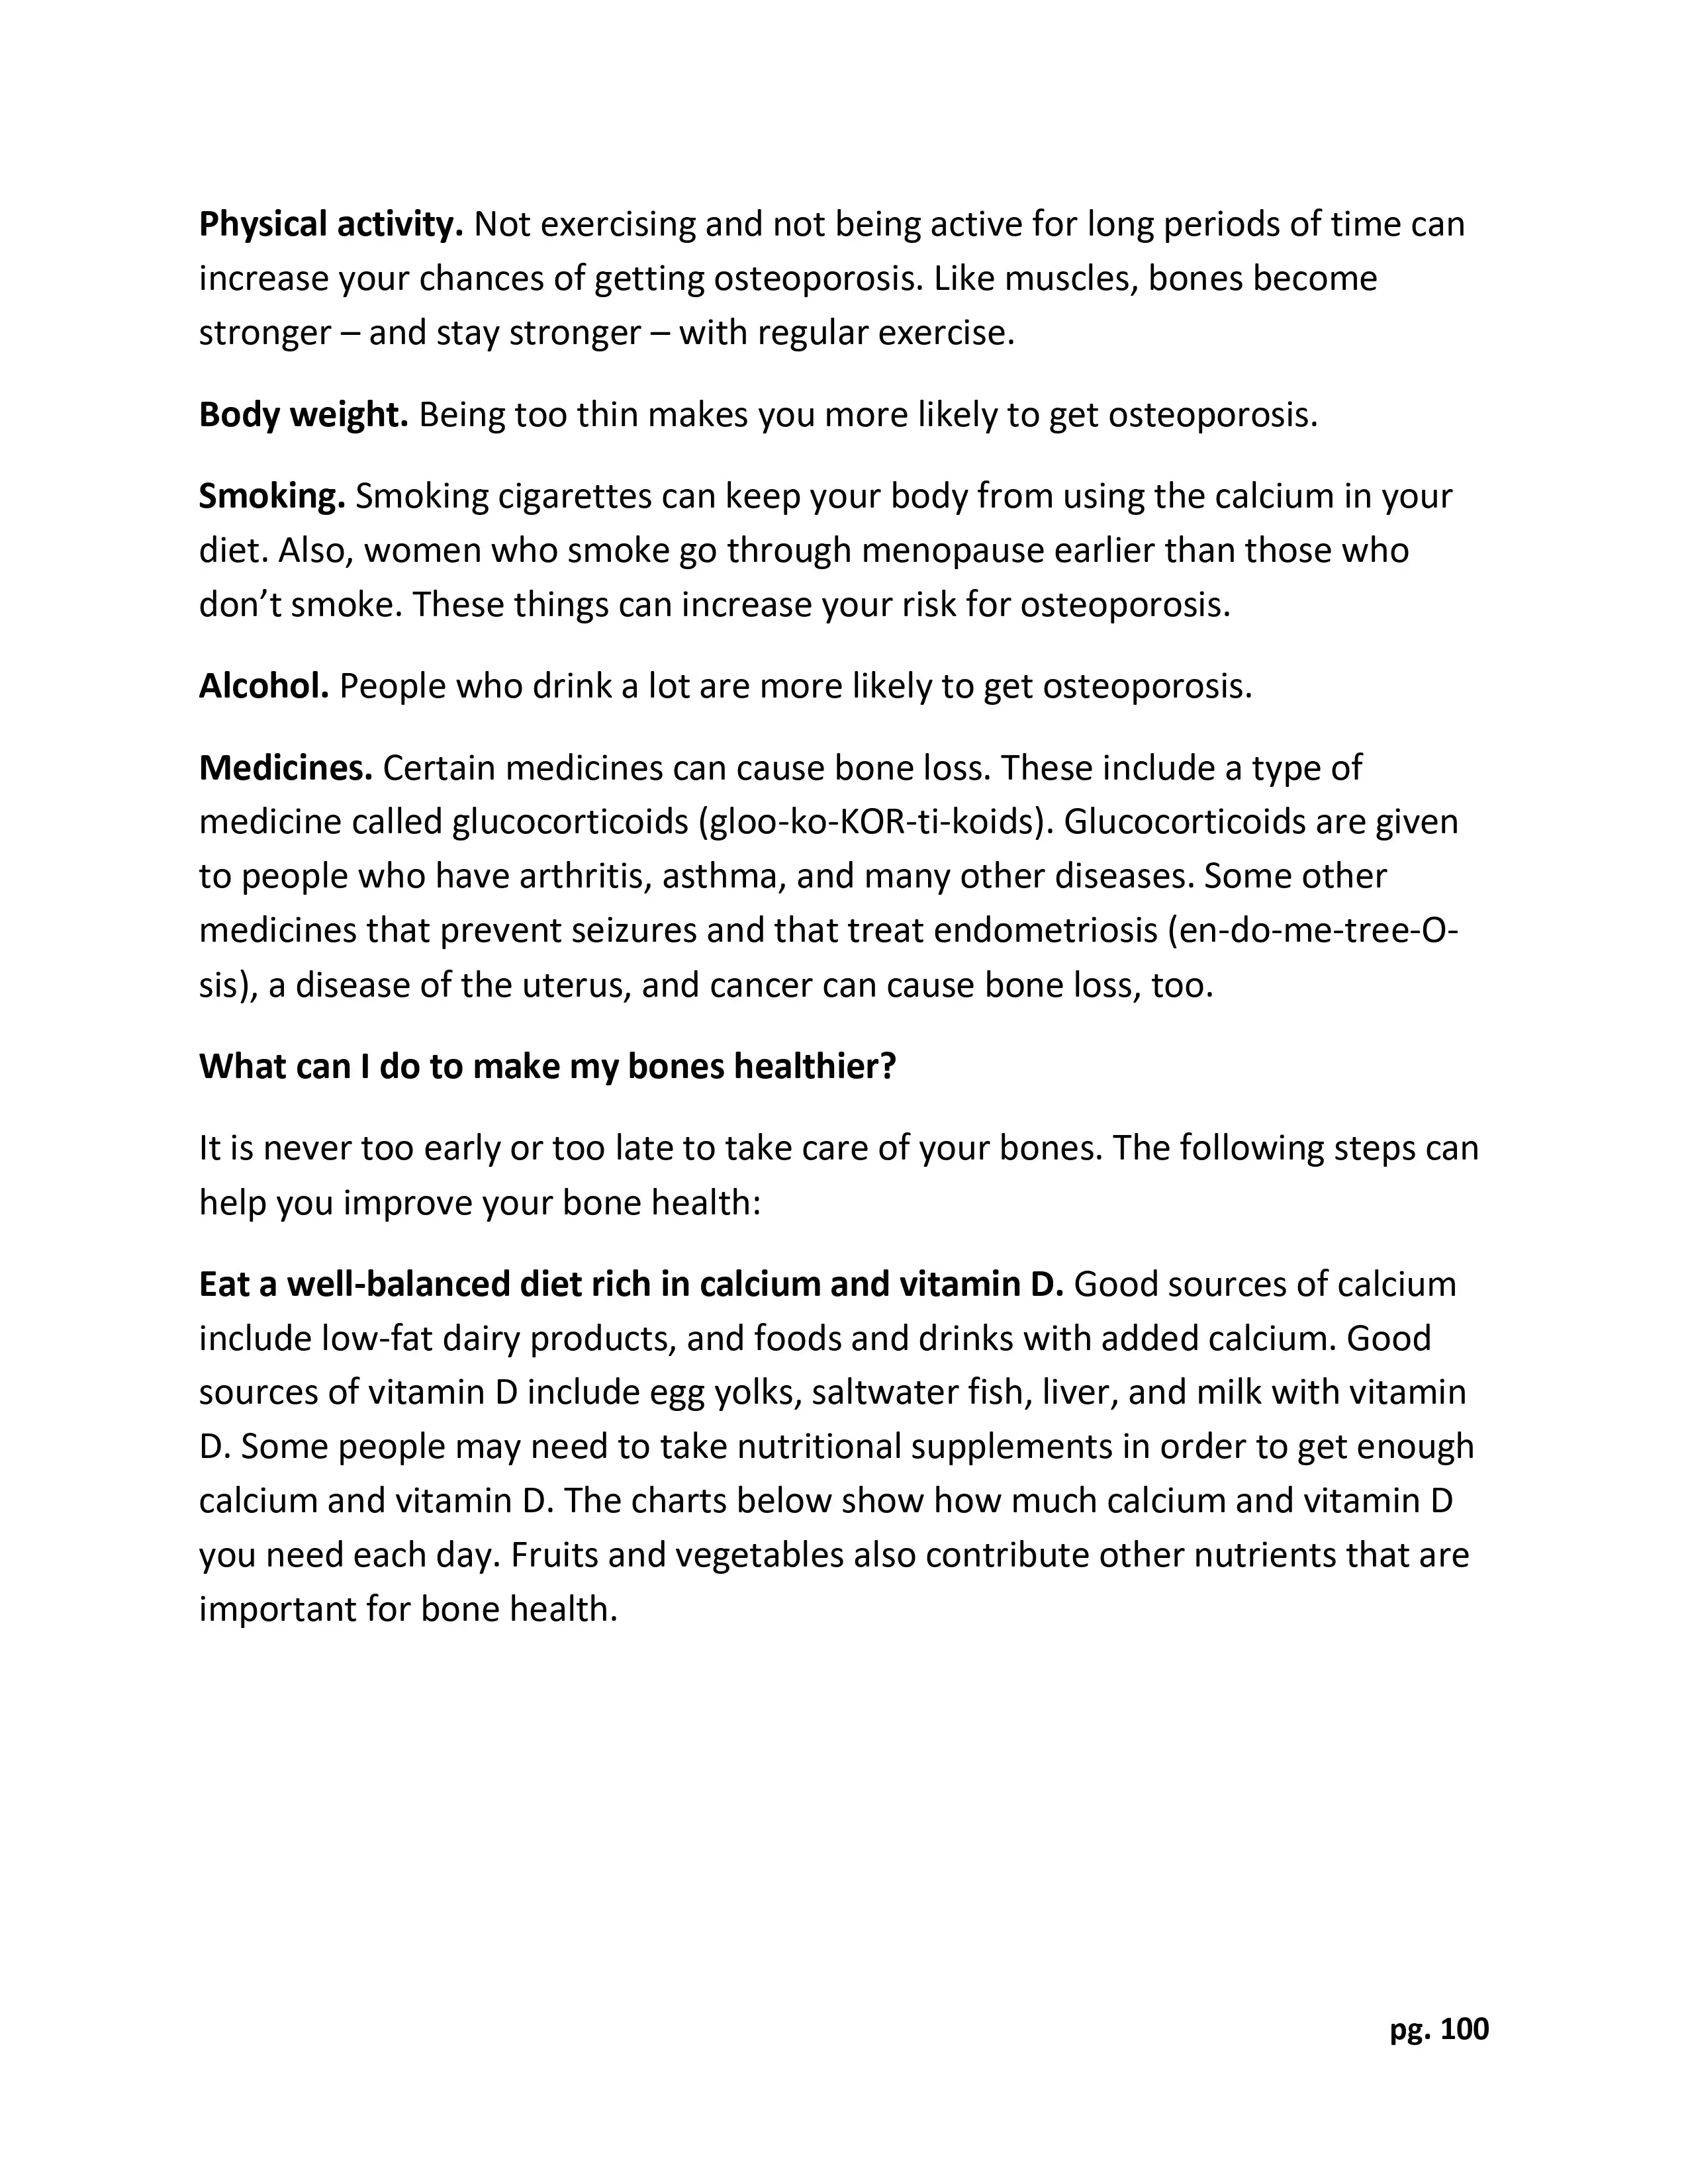 Physical activity. Not exercising and not being active for long periods of time can
increase your chances of getting osteoporosis. Like muscles, bones become
stronger – and stay stronger – with regular exercise.
Body weight. Being too thin makes you more likely to get osteoporosis.
Smoking. Smoking cigarettes can keep your body from using the calcium in your
diet. Also, women who smoke go through menopause earlier than those who
don’t smoke. These things can increase your risk for osteoporosis.
Alcohol. People who drink a lot are more likely to get osteoporosis.
Medicines. Certain medicines can cause bone loss. These include a type of
medicine called glucocorticoids (gloo-ko-KOR-ti-koids). Glucocorticoids are given
to people who have arthritis, asthma, and many other diseases. Some other
medicines that prevent seizures and that treat endometriosis (en-do-me-tree-O-
sis), a disease of the uterus, and cancer can cause bone loss, too.
What can I do to make my bones healthier?
It is never too early or too late to take care of your bones. The following steps can
help you improve your bone health:
Eat a well-balanced diet rich in calcium and vitamin D. Good sources of calcium
include low-fat dairy products, and foods and drinks with added calcium. Good
sources of vitamin D include egg yolks, saltwater fish, liver, and milk with vitamin
D. Some people may need to take nutritional supplements in order to get enough
calcium and vitamin D. The charts below show how much calcium and vitamin D
you need each day. Fruits and vegetables also contribute other nutrients that are
important for bone health.
pg. 100